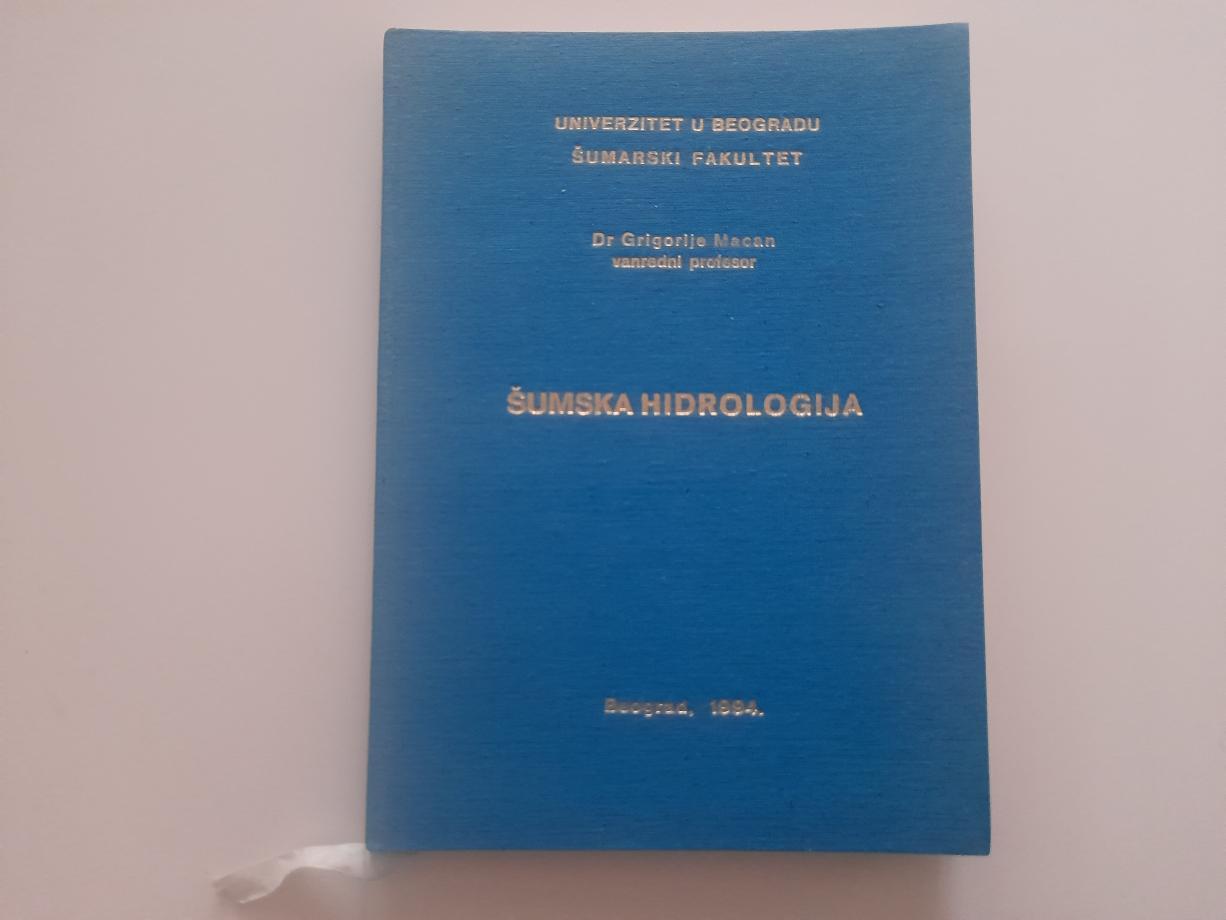 UNIVERZITET U BEOGRADU
ŠUMARSKI FAKULTET
Dr Grigorije Macan
vanredni profesor
ŠUMSKA HIDROLOGIJA
Beograd, 1994.